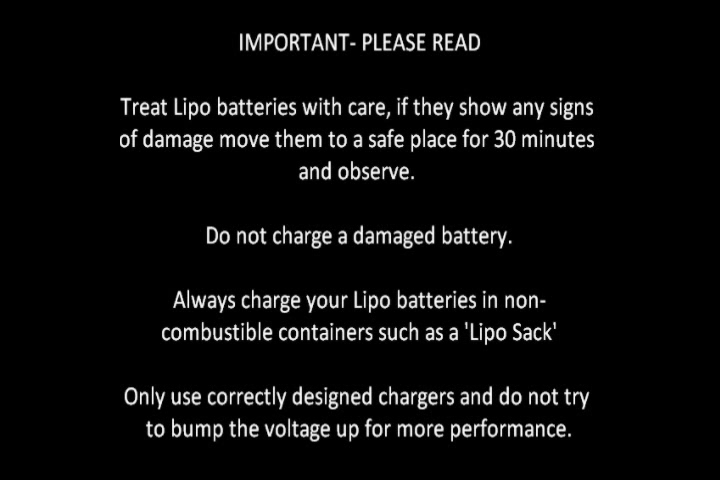 IMPORTANT- PLEASE READ
Treat Lipo batteries with care, if they show any signs
of damage move them to a safe place for 30 minutes
and observe.
Do not charge a damaged battery.
Always charge your Lipo batteries in non-
combustible containers such as a 'Lipo Sack'
Only use correctly designed chargers and do not try
to bump the voltage up for more performance.